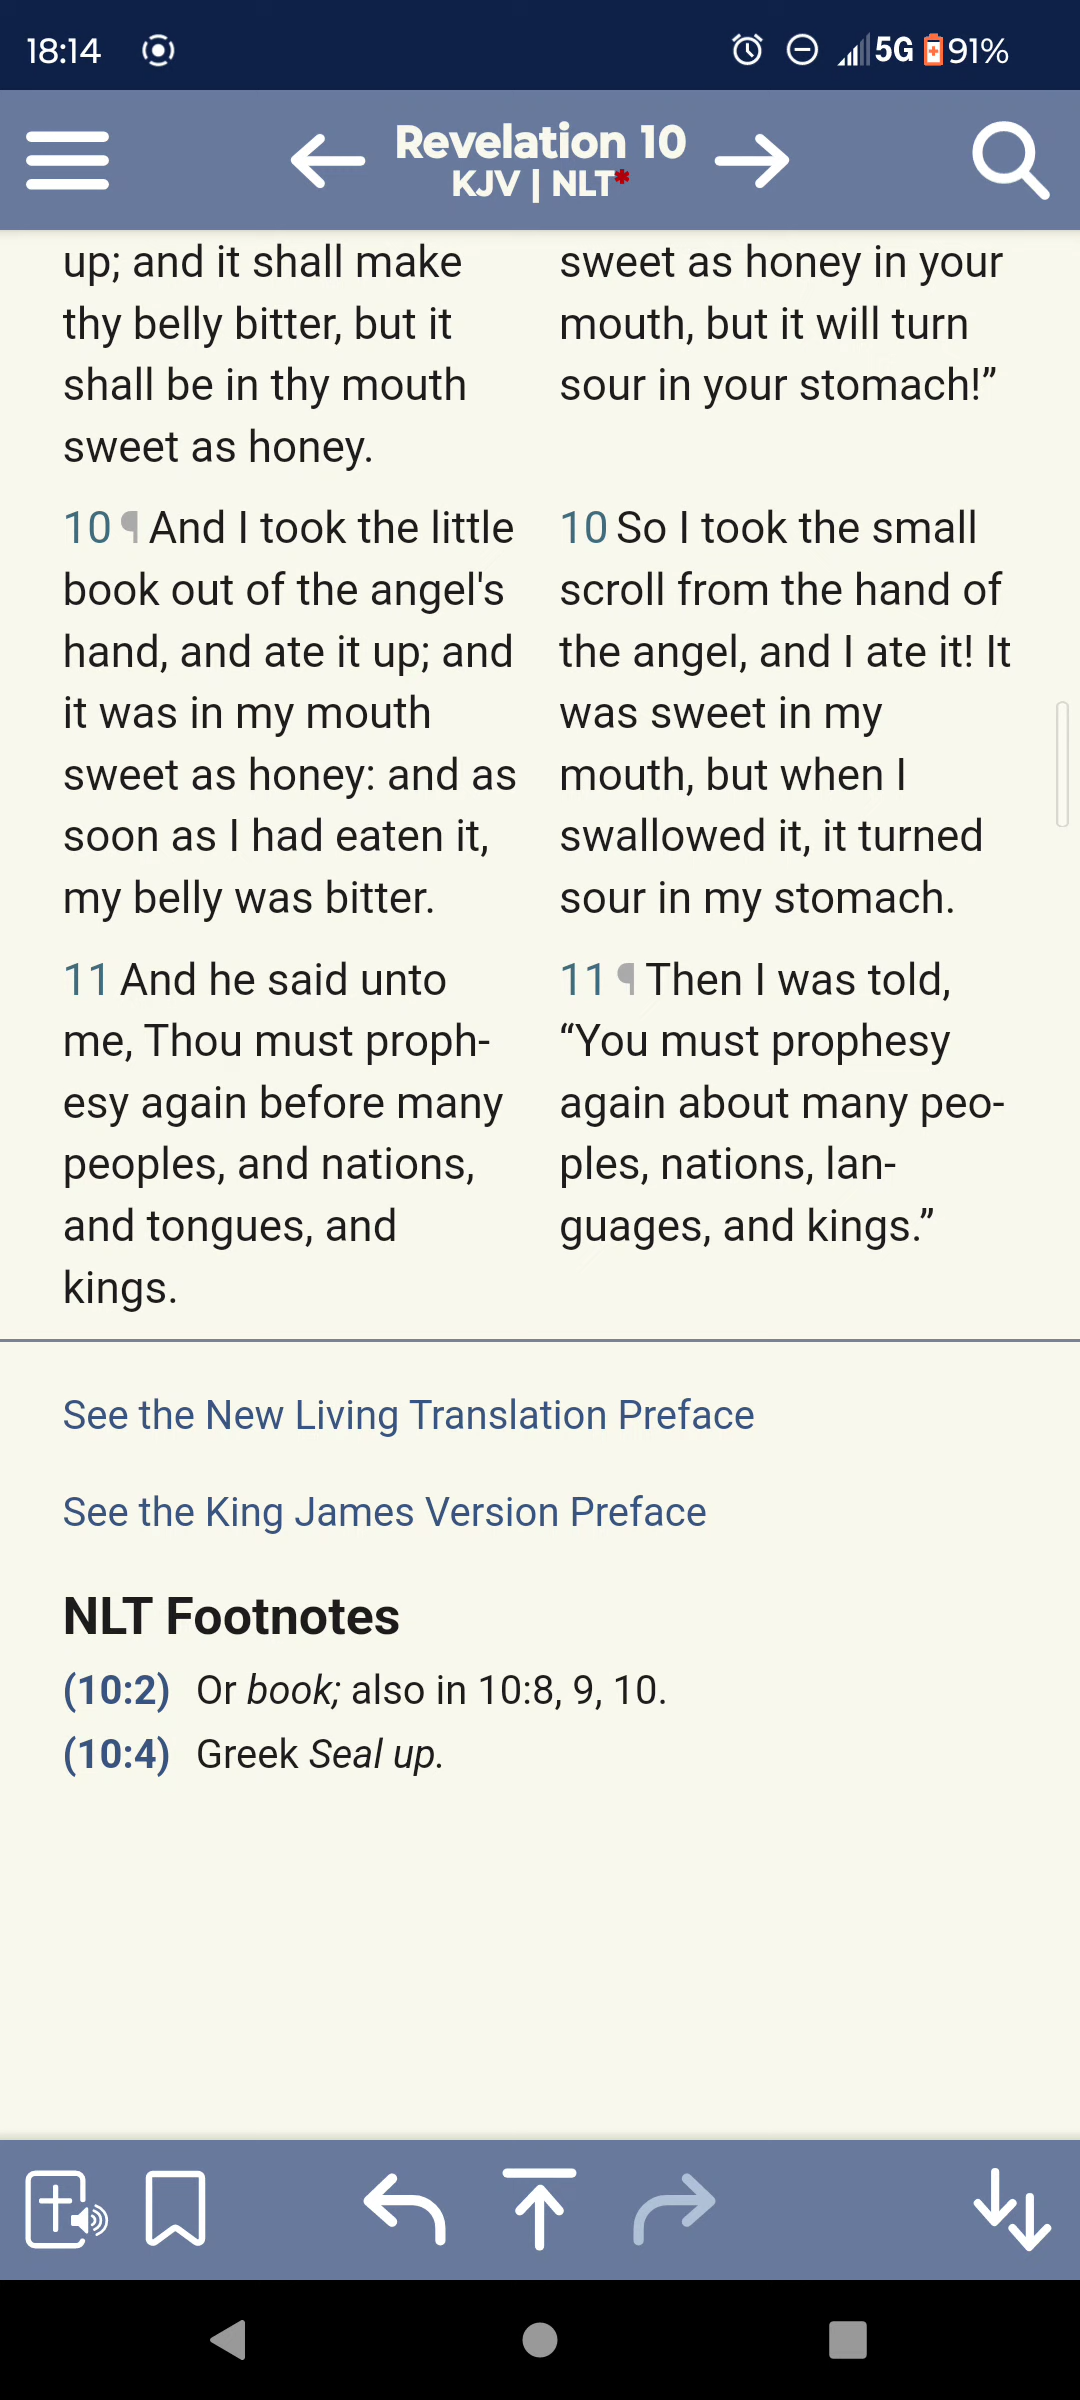 18:14
5G 91%
Revelation 10
KJV | NLT*
up; and it shall make
thy belly bitter, but it
shall be in thy mouth
sweet as honey.
sweet as honey in your
mouth, but it will turn
sour in your stomach!”
10 ¶ And I took the little
book out of the angel's
hand, and ate it up; and
it was in my mouth
sweet as honey: and as
soon as I had eaten it,
my belly was bitter.
10 So I took the small
scroll from the hand of
the angel, and I ate it! It
was sweet in my
mouth, but when I
swallowed it, it turned
sour in my stomach.
11 And he said unto
me, Thou must proph-
esy again before many
peoples, and nations,
and tongues, and
kings.
11 ¶ Then I was told,
“You must prophesy
again about many peo-
ples, nations, lan-
guages, and kings.”
See the New Living Translation Preface
See the King James Version Preface
NLT Footnotes
(10:2) Or book; also in 10:8, 9, 10.
(10:4) Greek Seal up.